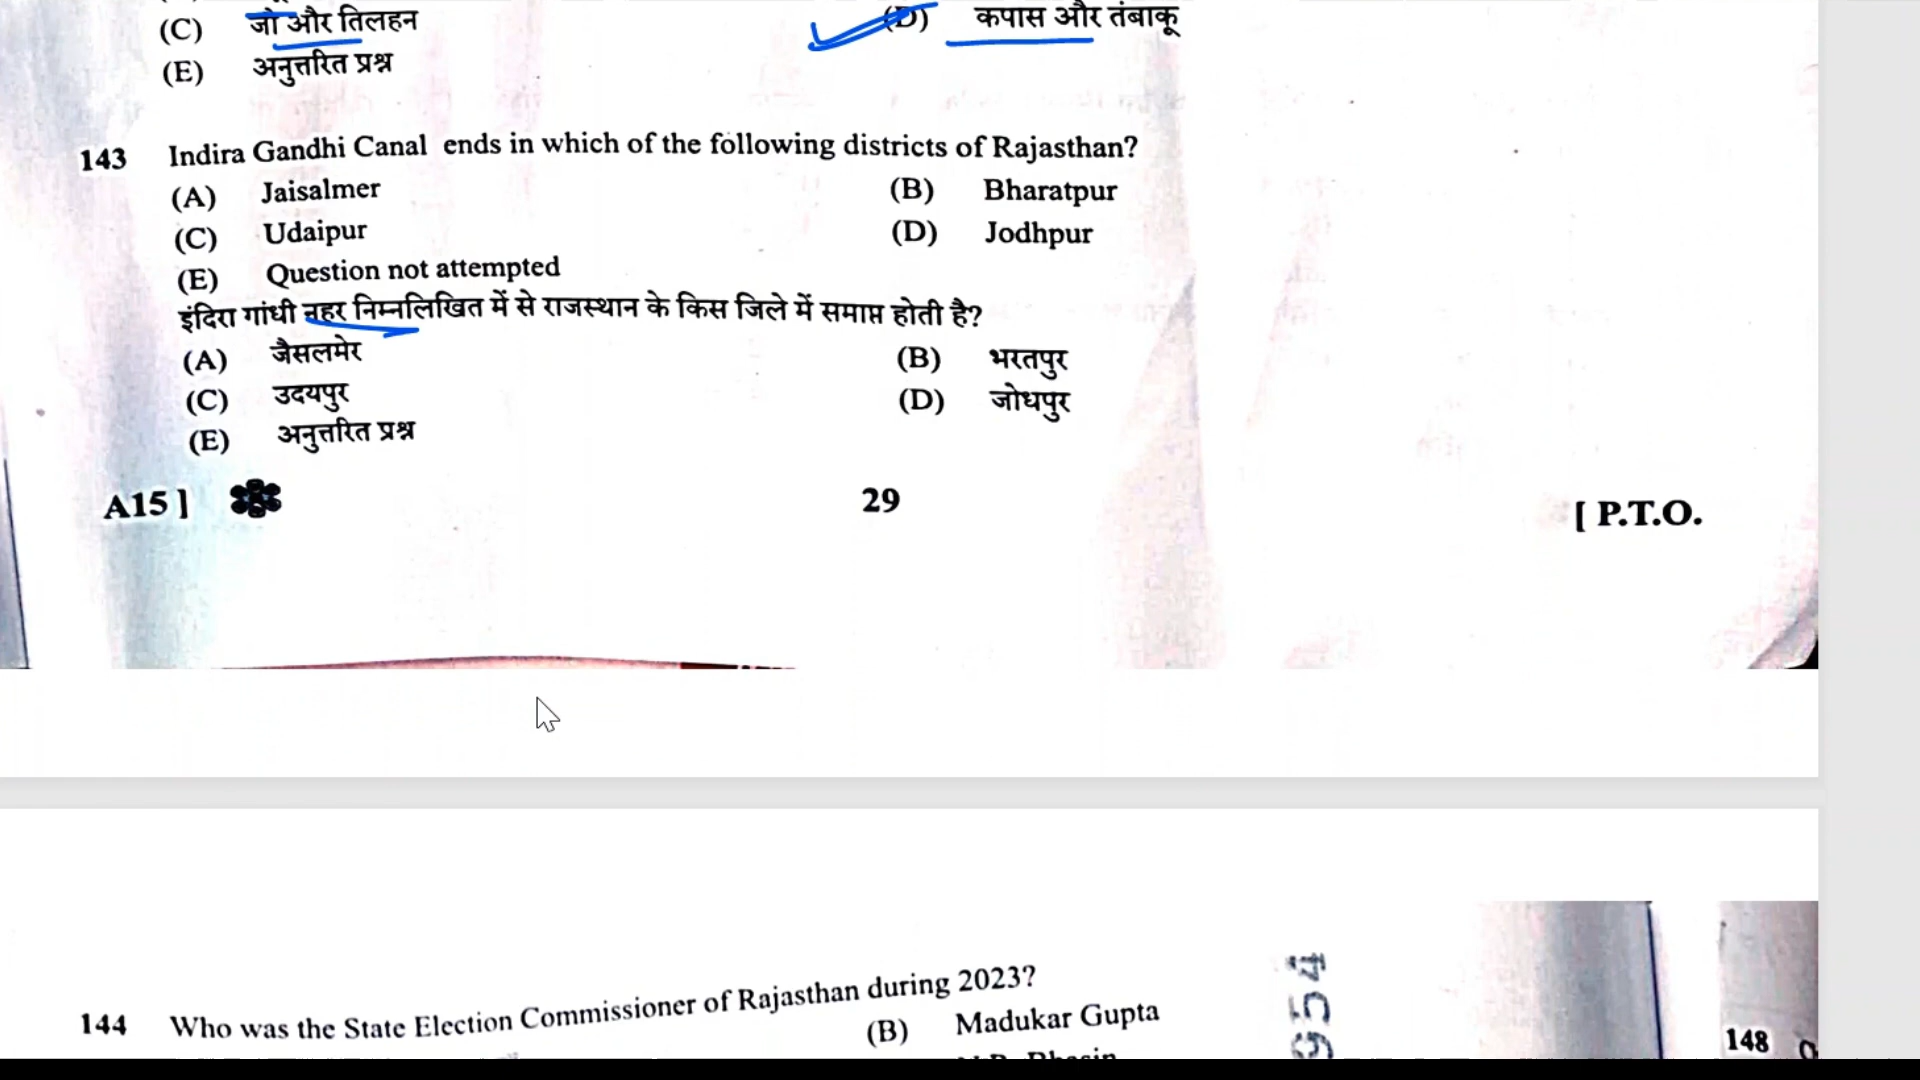 (C) जौ और तिलहन (D) कपास और तंबाकू
(E) अनुत्तरित प्रश्न
143 Indira Gandhi Canal ends in which of the following districts of Rajasthan?
(A) Jaisalmer (B) Bharatpur
(C) Udaipur (D) Jodhpur
(E) Question not attempted
इंदिरा गांधी नहर निम्नलिखित में से राजस्थान के किस जिले में समाप्त होती है?
(A) जैसलमेर (B) भरतपुर
(C) उदयपुर (D) जोधपुर
(E) अनुत्तरित प्रश्न
A15 ] 29 [ P.T.O.
144 Who was the State Election Commissioner of Rajasthan during 2023?
(B) Madukar Gupta
9554
148